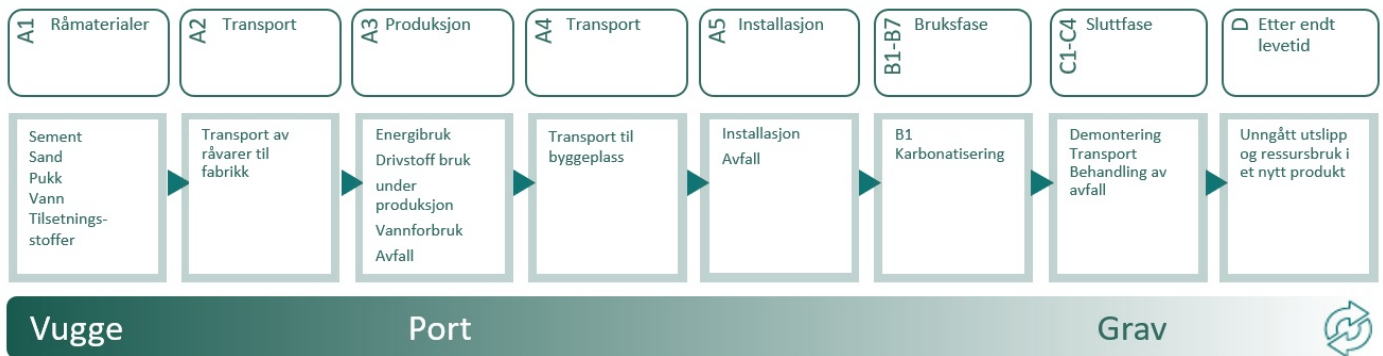 A1 Råmaterialer
A2 Transport
A3 Produksjon
A4 Transport
A5 Installasjon
B1-B7 Bruksfase
C1-C4 Sluttfase
D Etter endt
levetid
Sement
Sand
Pukk
Vann
Tilsetnings-
stoffer
Transport av
råvarer til
fabrikk
Energibruk
Drivstoff bruk
under
produksjon
Vannforbruk
Avfall
Transport til
byggeplass
Installasjon
Avfall
B1
Karbonatisering
Demontering
Transport
Behandling av
avfall
Unngått utslipp
og ressursbruk i
et nytt produkt
Vugge
Port
Grav